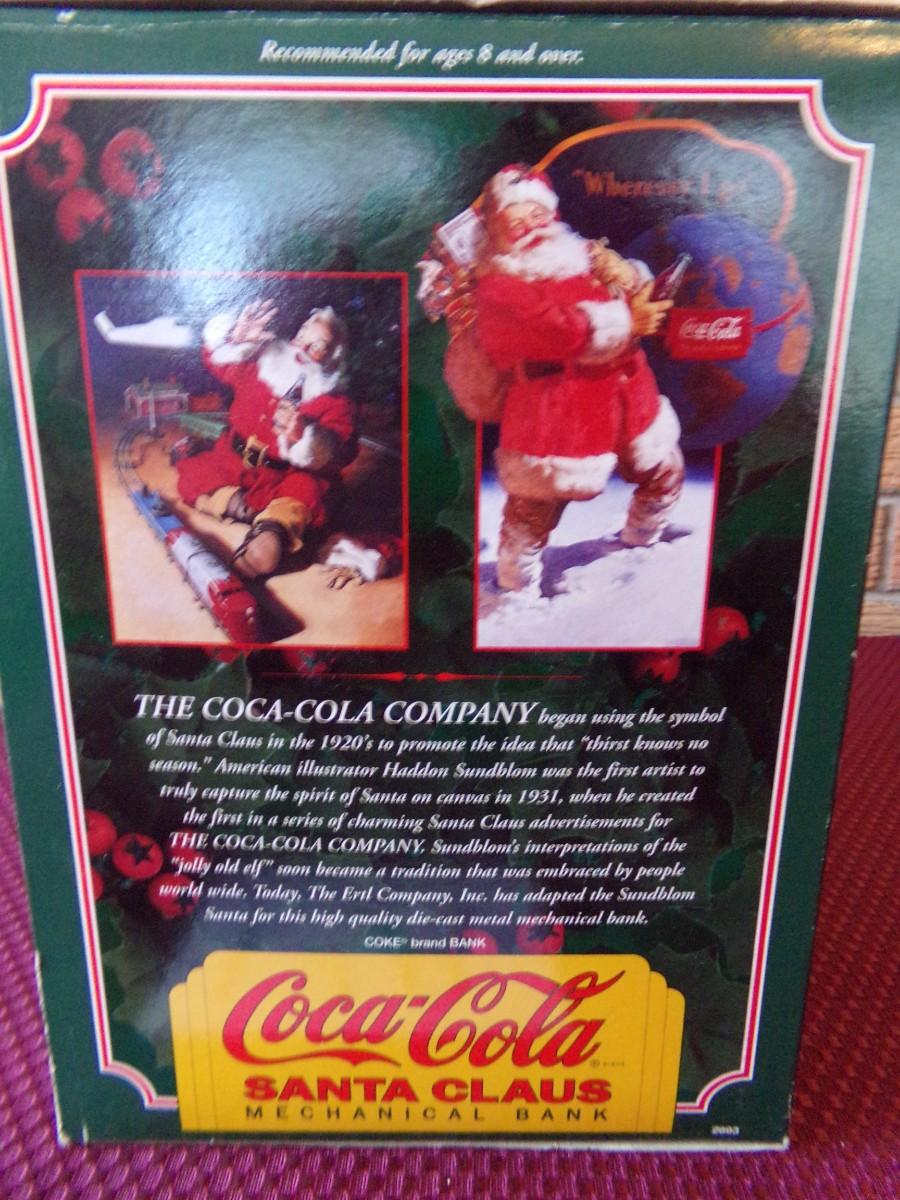 Recommended for ages 8 and over.
"Wherever I go"
Coca-Cola
THE COCA-COLA COMPANY began using the symbol
of Santa Claus in the 1920's to promote the idea that "thirst knows no
season." American illustrator Haddon Sundblom was the first artist to
truly capture the spirit of Santa on canvas in 1931, when he created
the first in a series of charming Santa Claus advertisements for
THE COCA-COLA COMPANY. Sundblom's interpretations of the
"jolly old elf" soon became a tradition that was embraced by people
world wide. Today, The Ertl Company, Inc. has adapted the Sundblom
Santa for this high quality die-cast metal mechanical bank.
COKE® brand BANK
Coca-Cola
SANTA CLAUS
MECHANICAL BANK